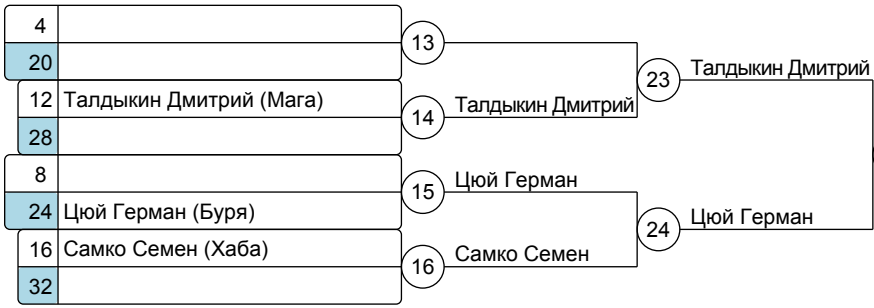 4
20
13
12 Талдыкин Дмитрий (Мага)
28
14 Талдыкин Дмитрий
23 Талдыкин Дмитрий
8
24 Цюй Герман (Буря)
15 Цюй Герман
16 Самко Семен (Хаба)
32
16 Самко Семен
24 Цюй Герман